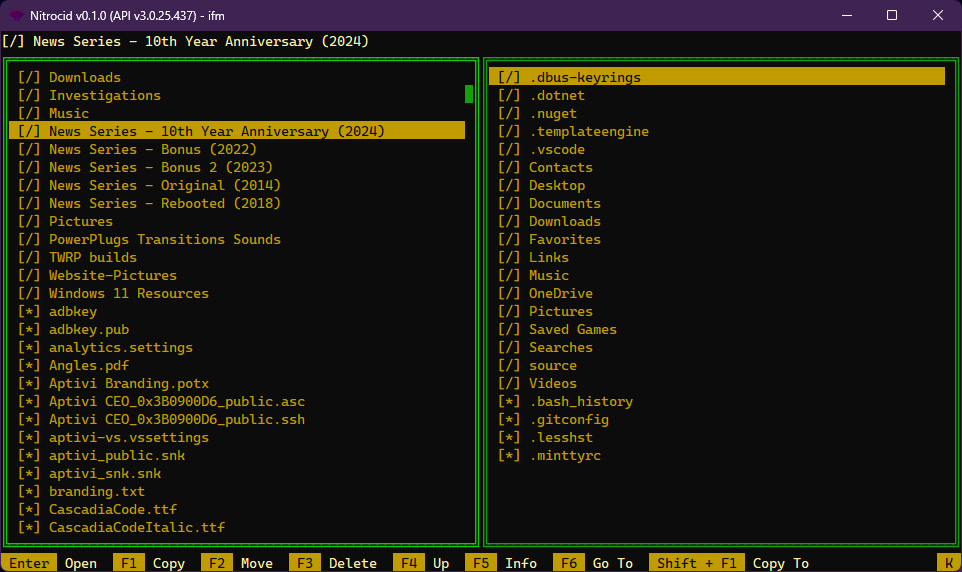 Nitrocid v0.1.0 (API v3.0.25.437) - ifm
[/] News Series - 10th Year Anniversary (2024)
[/] Downloads
[/] Investigations
[/] Music
[/] News Series - 10th Year Anniversary (2024)
[/] News Series - Bonus (2022)
[/] News Series - Bonus 2 (2023)
[/] News Series - Original (2014)
[/] News Series - Rebooted (2018)
[/] Pictures
[/] PowerPlugs Transitions Sounds
[/] TWRP builds
[/] Website-Pictures
[/] Windows 11 Resources
[*] adbkey
[*] adbkey.pub
[*] analytics.settings
[*] Angles.pdf
[*] Aptivi Branding.potx
[*] Aptivi CEO_0x3B0900D6_public.asc
[*] Aptivi CEO_0x3B0900D6_public.ssh
[*] aptivi-vs.vssettings
[*] aptivi_public.snk
[*] aptivi_snk.snk
[*] branding.txt
[*] CascadiaCode.ttf
[*] CascadiaCodeItalic.ttf
[/] .dbus-keyrings
[/] .dotnet
[/] .nuget
[/] .templateengine
[/] .vscode
[/] Contacts
[/] Desktop
[/] Documents
[/] Downloads
[/] Favorites
[/] Links
[/] Music
[/] OneDrive
[/] Pictures
[/] Saved Games
[/] Searches
[/] source
[/] Videos
[*] .bash_history
[*] .gitconfig
[*] .lesshst
[*] .minttyrc
Enter Open F1 Copy F2 Move F3 Delete F4 Up F5 Info F6 Go To Shift + F1 Copy To K